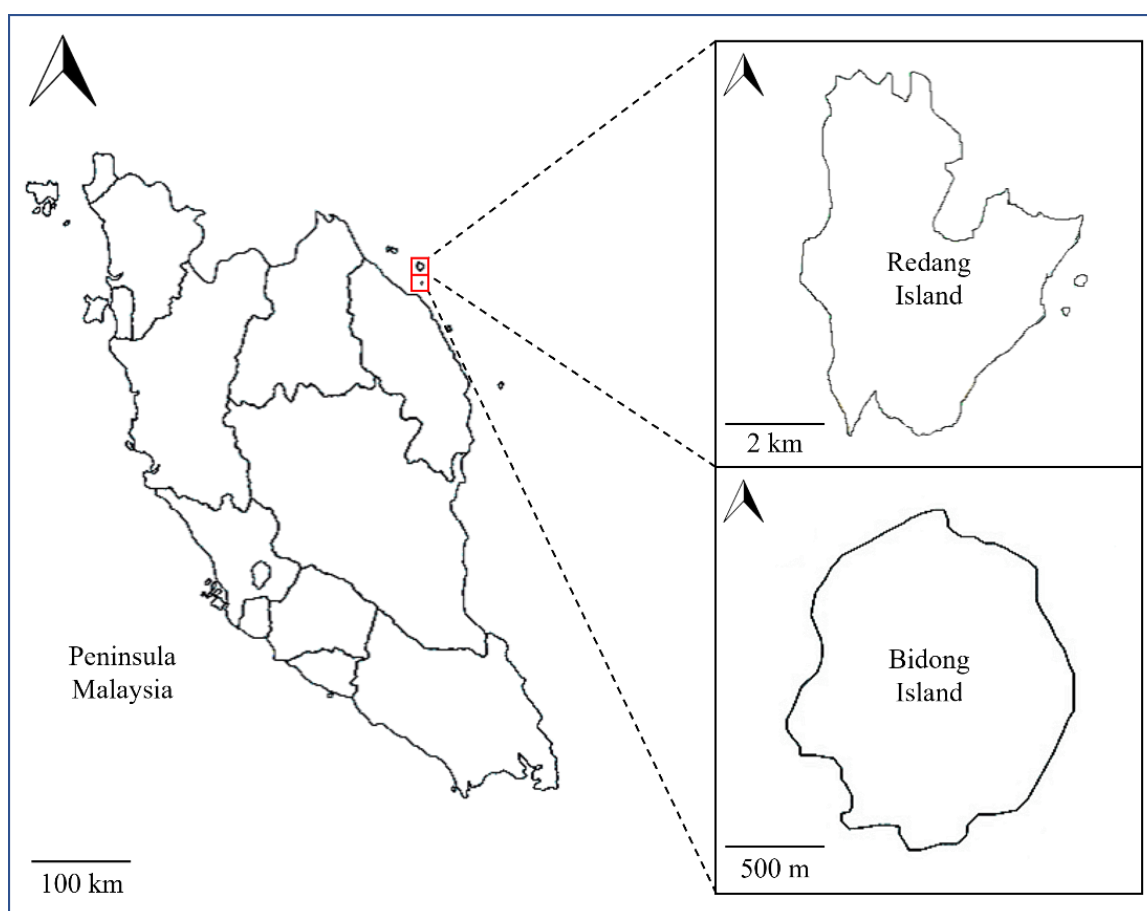 Peninsula
Malaysia
100 km
Redang
Island
2 km
Bidong
Island
500 m